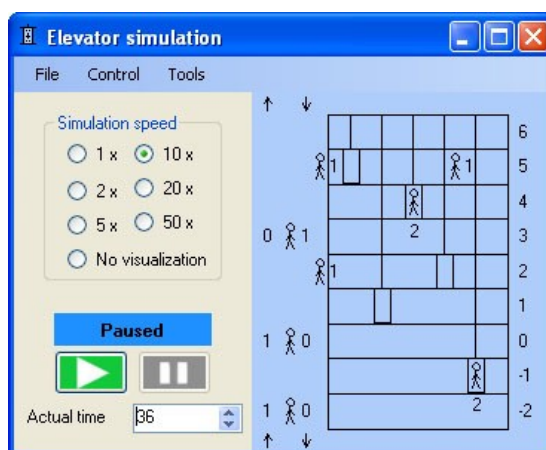 Elevator simulation
File Control Tools
↑ ↓
Simulation speed
1 x 10 x
2 x 20 x
5 x 50 x
No visualization
Paused
Actual time 36
6
1 1 5
4
0 1 2 3
1 2
1
1 0 0
-1
1 0 2 -2
↑ ↓